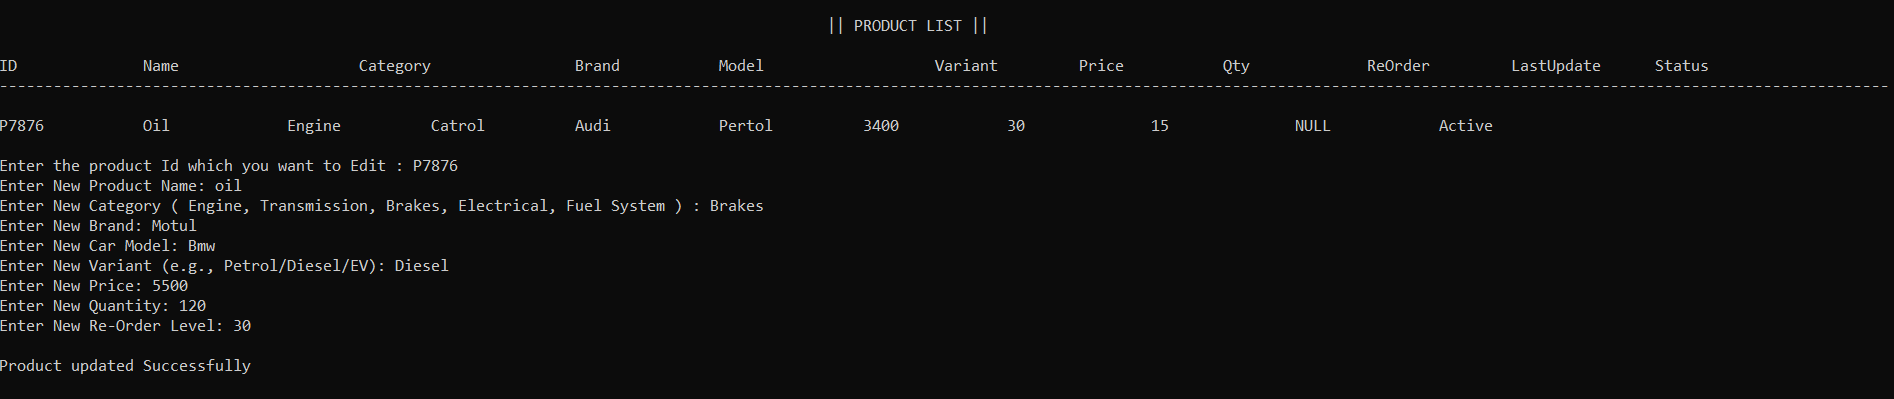 || PRODUCT LIST ||
ID Name Category Brand Model Variant Price Qty ReOrder LastUpdate Status
------------------------------------------------------------------------------------------------------------------------------------------------------------------------------------------------------------------
P7876 Oil Engine Catrol Audi Pertol 3400 30 15 NULL Active
Enter the product Id which you want to Edit : P7876
Enter New Product Name: oil
Enter New Category ( Engine, Transmission, Brakes, Electrical, Fuel System ) : Brakes
Enter New Brand: Motul
Enter New Car Model: Bmw
Enter New Variant (e.g., Petrol/Diesel/EV): Diesel
Enter New Price: 5500
Enter New Quantity: 120
Enter New Re-Order Level: 30
Product updated Successfully